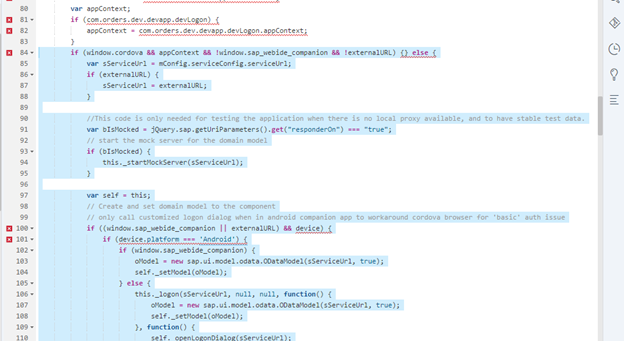 80 var appContext;
81 if (com.orders.dev.devapp.devLogon) {
82 appContext = com.orders.dev.devapp.devLogon.appContext;
83 }
84 if (window.cordova && appContext && !window.sap_webide_companion && !externalURL) {} else {
85 var sServiceUrl = mConfig.serviceConfig.serviceUrl;
86 if (externalURL) {
87 sServiceUrl = externalURL;
88 }
89
90 //This code is only needed for testing the application when there is no local proxy available, and to have stable test data.
91 var bIsMocked = jQuery.sap.getUriParameters().get("responderOn") === "true";
92 // start the mock server for the domain model
93 if (bIsMocked) {
94 this._startMockServer(sServiceUrl);
95 }
96
97 var self = this;
98 // Create and set domain model to the component
99 // only call customized logon dialog when in android companion app to workaround cordova browser for 'basic' auth issue
100 if ((window.sap_webide_companion || externalURL) && device) {
101 if (device.platform === 'Android') {
102 if (window.sap_webide_companion) {
103 oModel = new sap.ui.model.odata.ODataModel(sServiceUrl, true);
104 self._setModel(oModel);
105 } else {
106 this._logon(sServiceUrl, null, null, function() {
107 oModel = new sap.ui.model.odata.ODataModel(sServiceUrl, true);
108 self._setModel(oModel);
109 }, function() {
110 self._openLogonDialog(sServiceUrl);